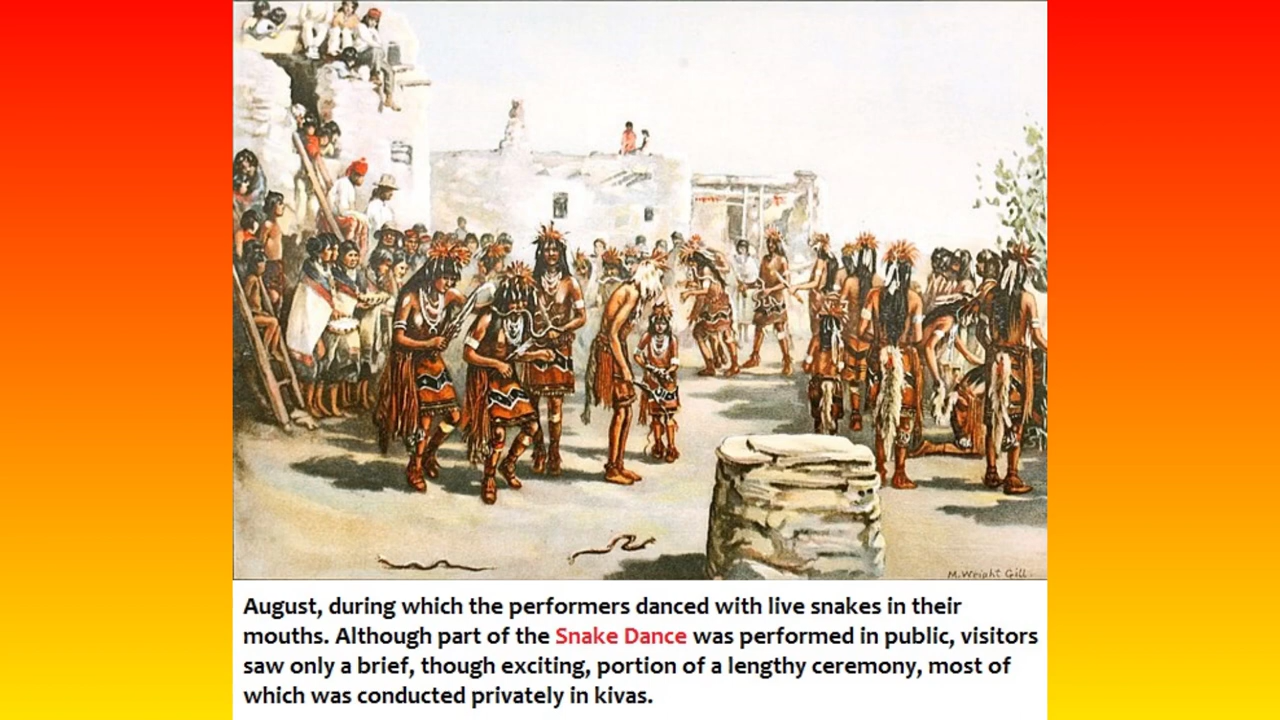 M. Wright Gill.
August, during which the performers danced with live snakes in their
mouths. Although part of the Snake Dance was performed in public, visitors
saw only a brief, though exciting, portion of a lengthy ceremony, most of
which was conducted privately in kivas.